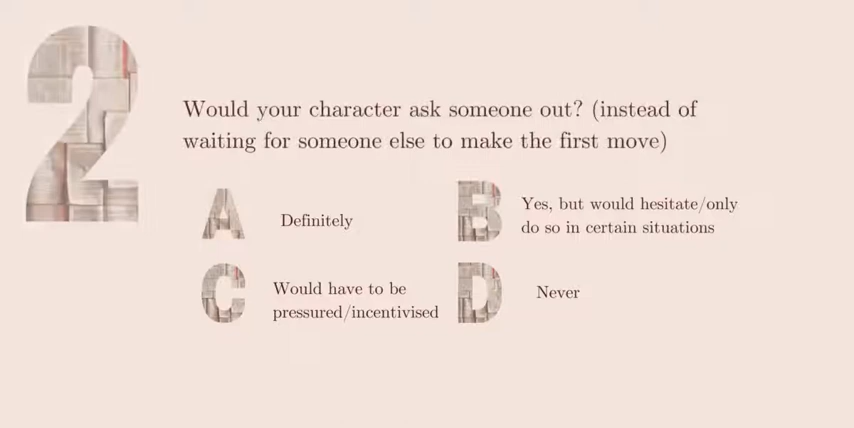 2
Would your character ask someone out? (instead of
waiting for someone else to make the first move)
A Definitely
B Yes, but would hesitate/only
do so in certain situations
C Would have to be
pressured/incentivised
D Never